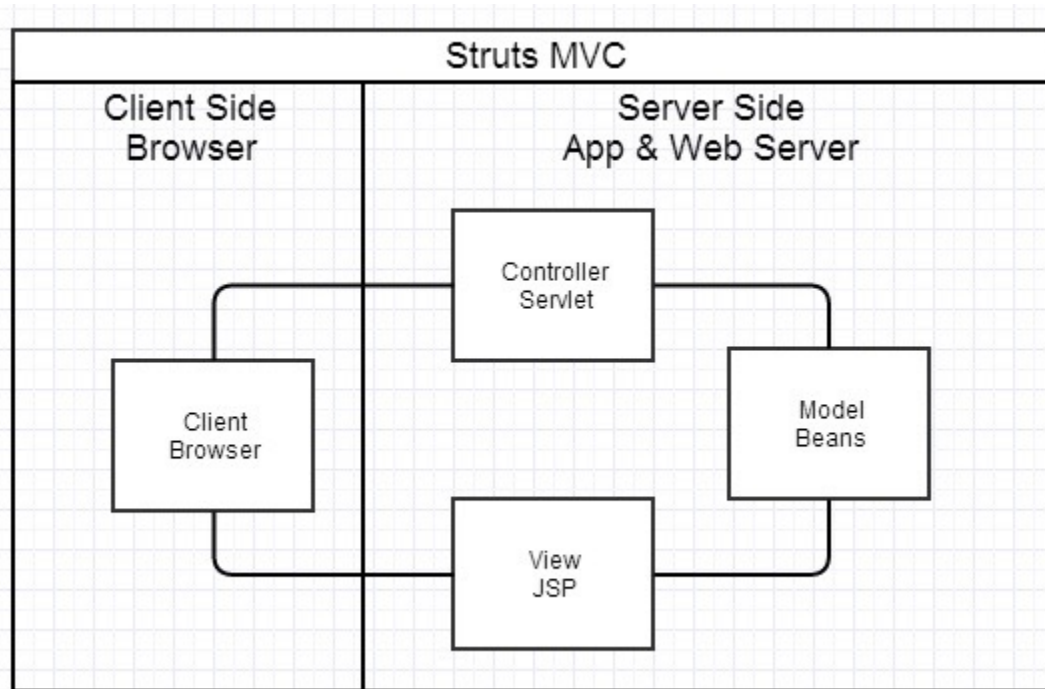 Struts MVC
Client Side
Browser
Server Side
App & Web Server
Controller
Servlet
Client
Browser
Model
Beans
View
JSP